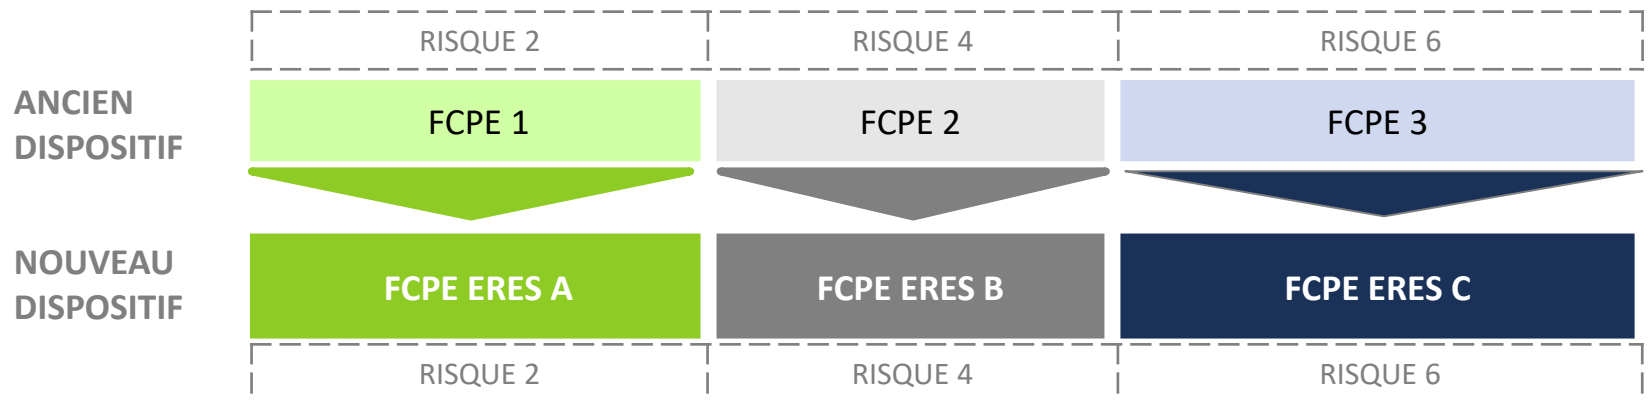 RISQUE 2 RISQUE 4 RISQUE 6
ANCIEN
DISPOSITIF
FCPE 1 FCPE 2 FCPE 3
NOUVEAU
DISPOSITIF
FCPE ERES A FCPE ERES B FCPE ERES C
RISQUE 2 RISQUE 4 RISQUE 6